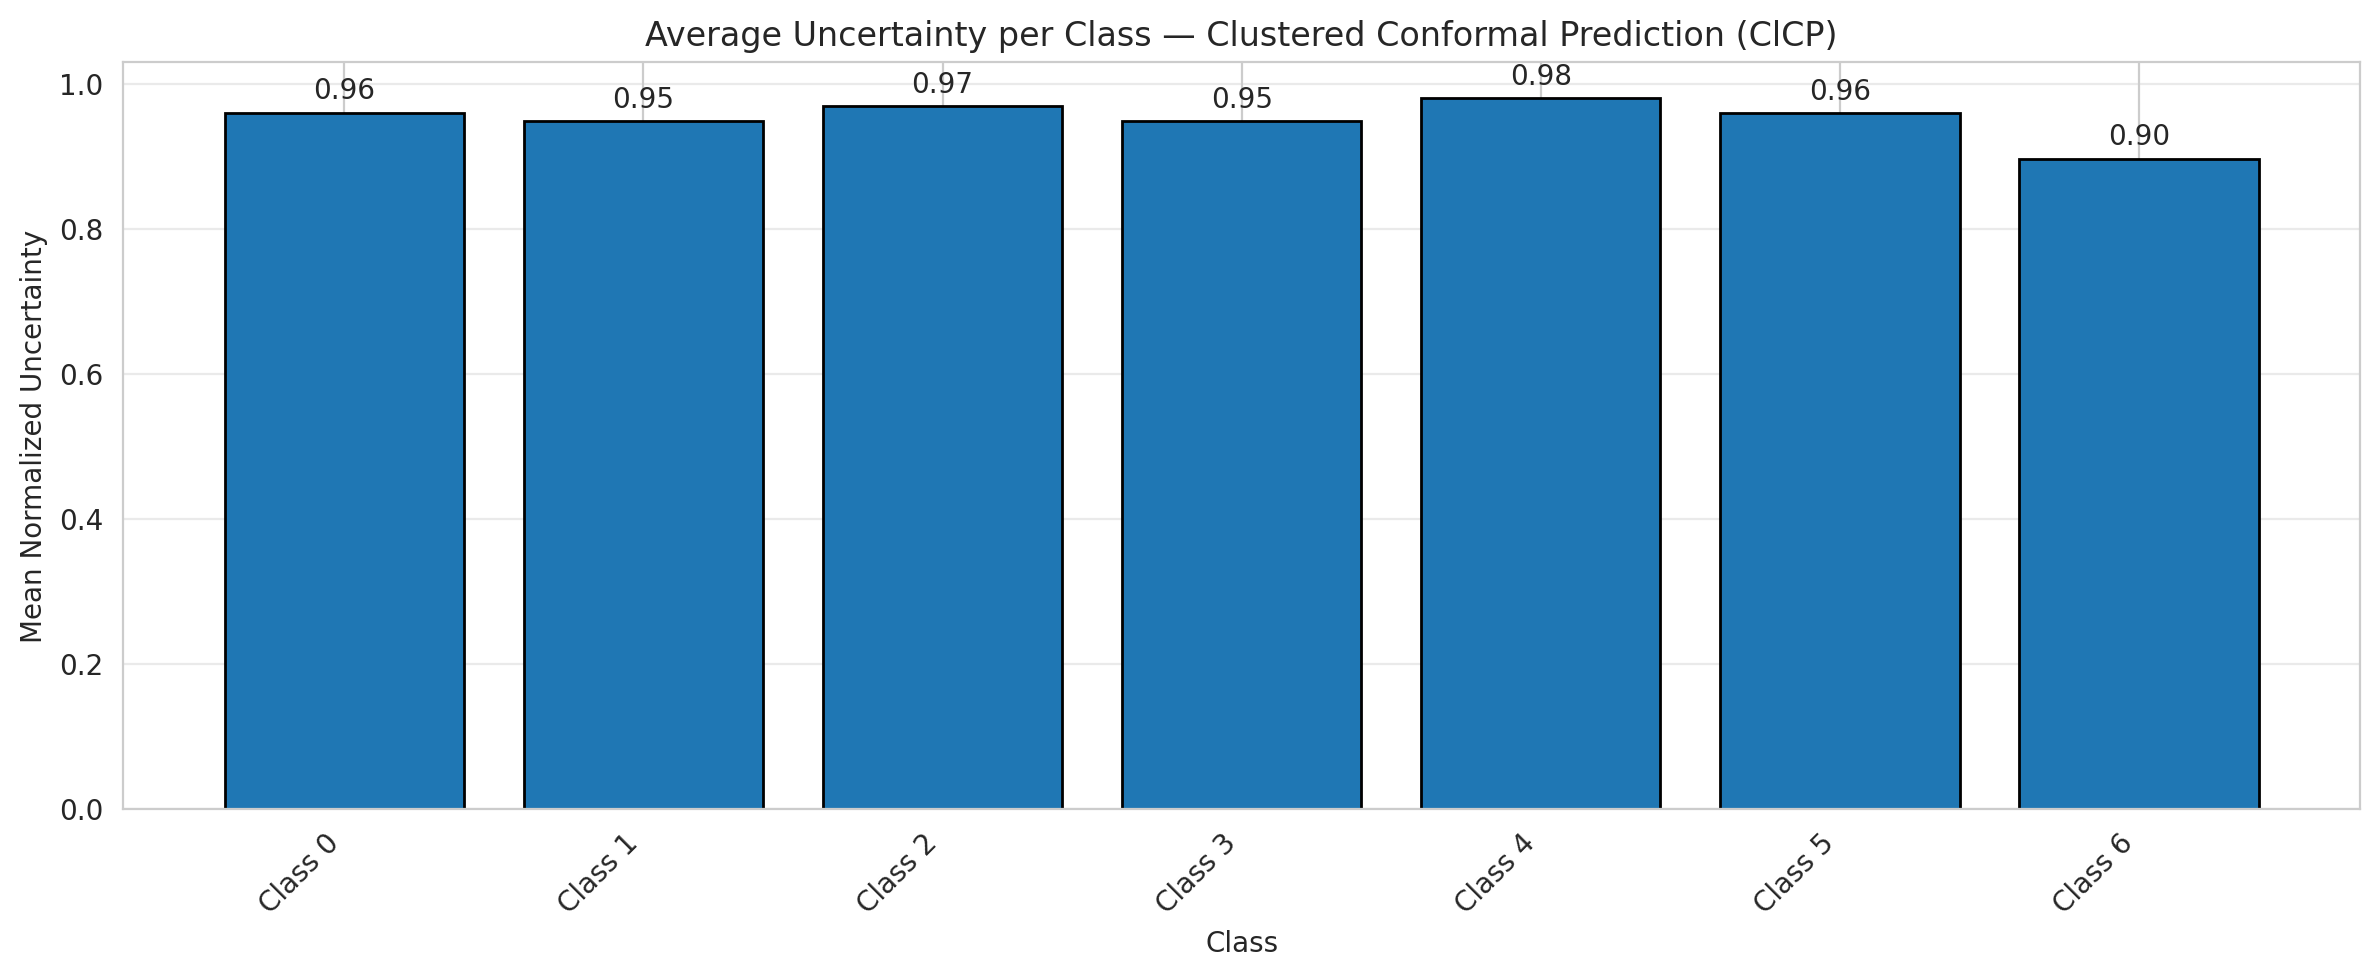 Average Uncertainty per Class — Clustered Conformal Prediction (ClCP)
Mean Normalized Uncertainty
1.0
0.8
0.6
0.4
0.2
0.0
0.96
0.95
0.97
0.95
0.98
0.96
0.90
Class 0
Class 1
Class 2
Class 3
Class 4
Class 5
Class 6
Class